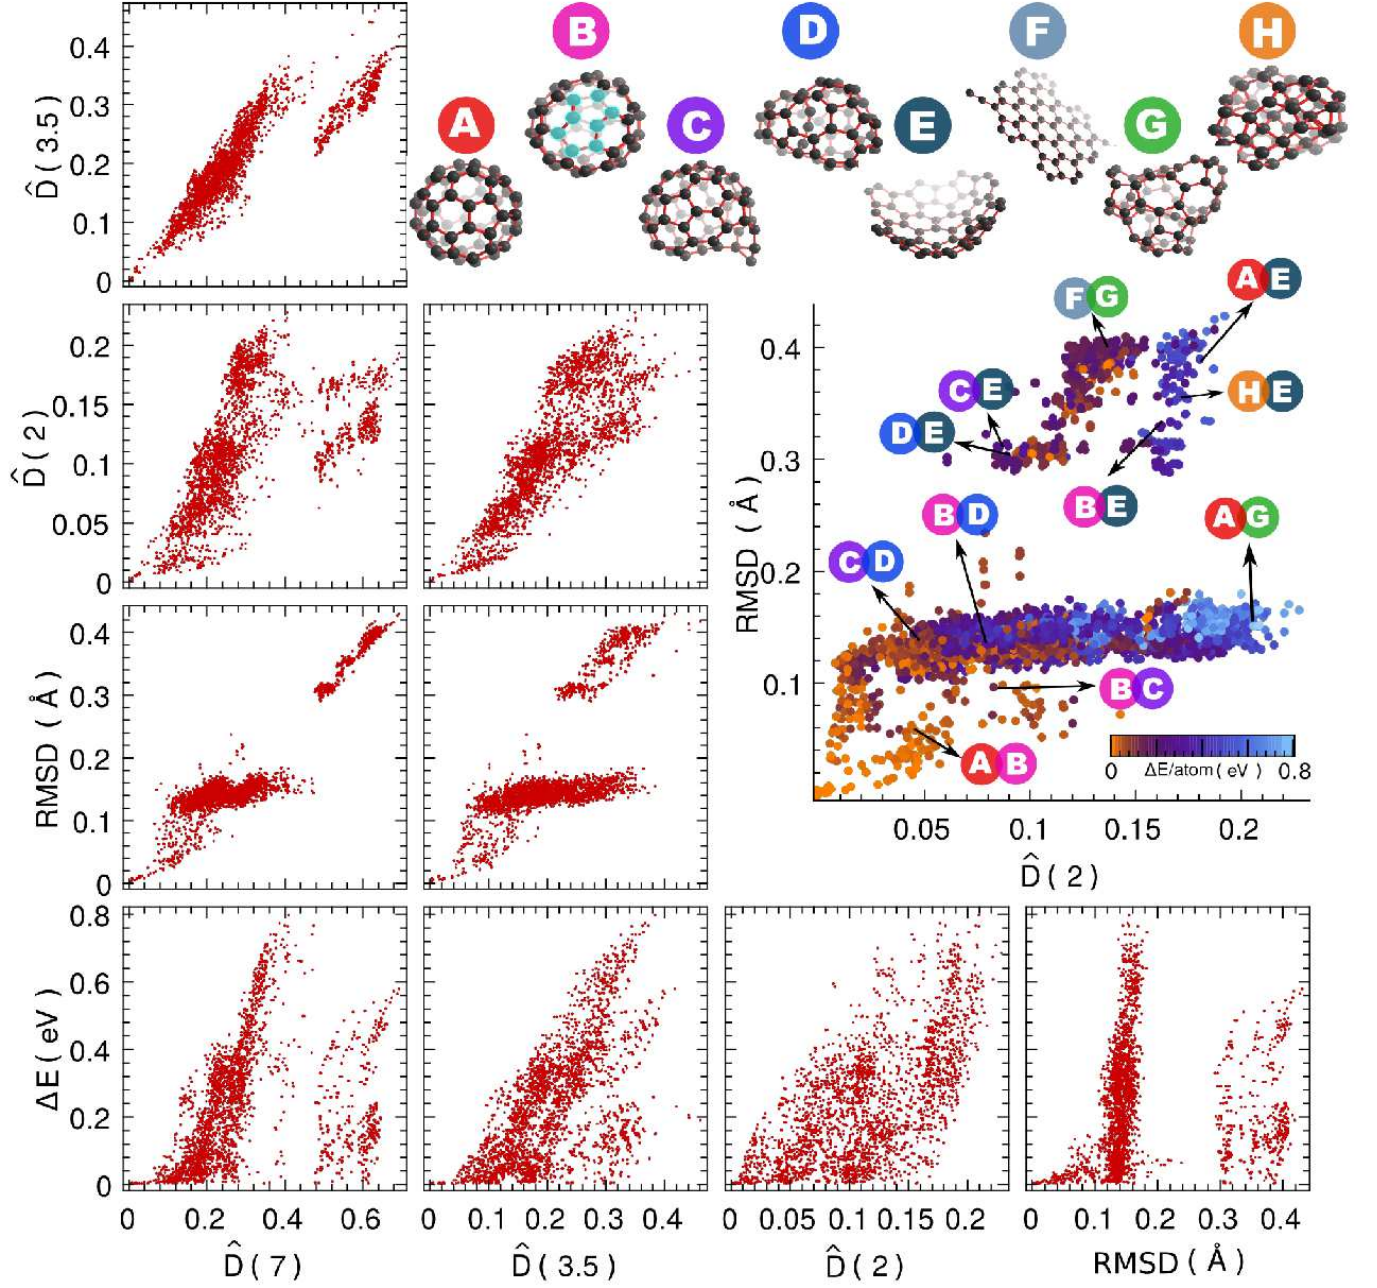 B D F H
A C E G
0.4
0.3
0.2
0.1
0
D̂ ( 3.5 )
0.2
0.15
0.1
0.05
0
D̂ ( 2 )
0.4
0.3
0.2
0.1
0
RMSD ( Å )
0.8
0.6
0.4
0.2
0
ΔE ( eV )
0 0.2 0.4 0.6
D̂ ( 7 )
0 0.1 0.2 0.3 0.4
D̂ ( 3.5 )
0 0.05 0.1 0.15 0.2
D̂ ( 2 )
0 0.1 0.2 0.3 0.4
RMSD ( Å )
F G
A E
C E
H E
D E
B E
B D
A G
C D
B C
A B
0.4
0.3
0.2
0.1
RMSD ( Å )
0 ΔE/atom ( eV ) 0.8
0.05 0.1 0.15 0.2
D̂ ( 2 )